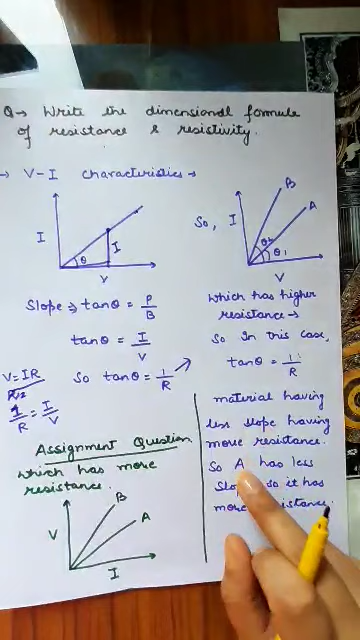 Q→ Write the dimensional formula
of resistance & resistivity.
→ V-I characteristics →
I
I
θ
V
Slope ⇒ tanθ = P/B
tanθ = I/V
So tanθ = 1/R
V=IR
1/R = I/V
Assignment Question
which has more
resistance.
V
B
A
I
So,
I
B
A
θ2
θ1
V
which has higher
resistance →
So In this case,
tanθ = 1/R
material having
less slope having
more resistance.
So A has less
slope so it has
more resistance.